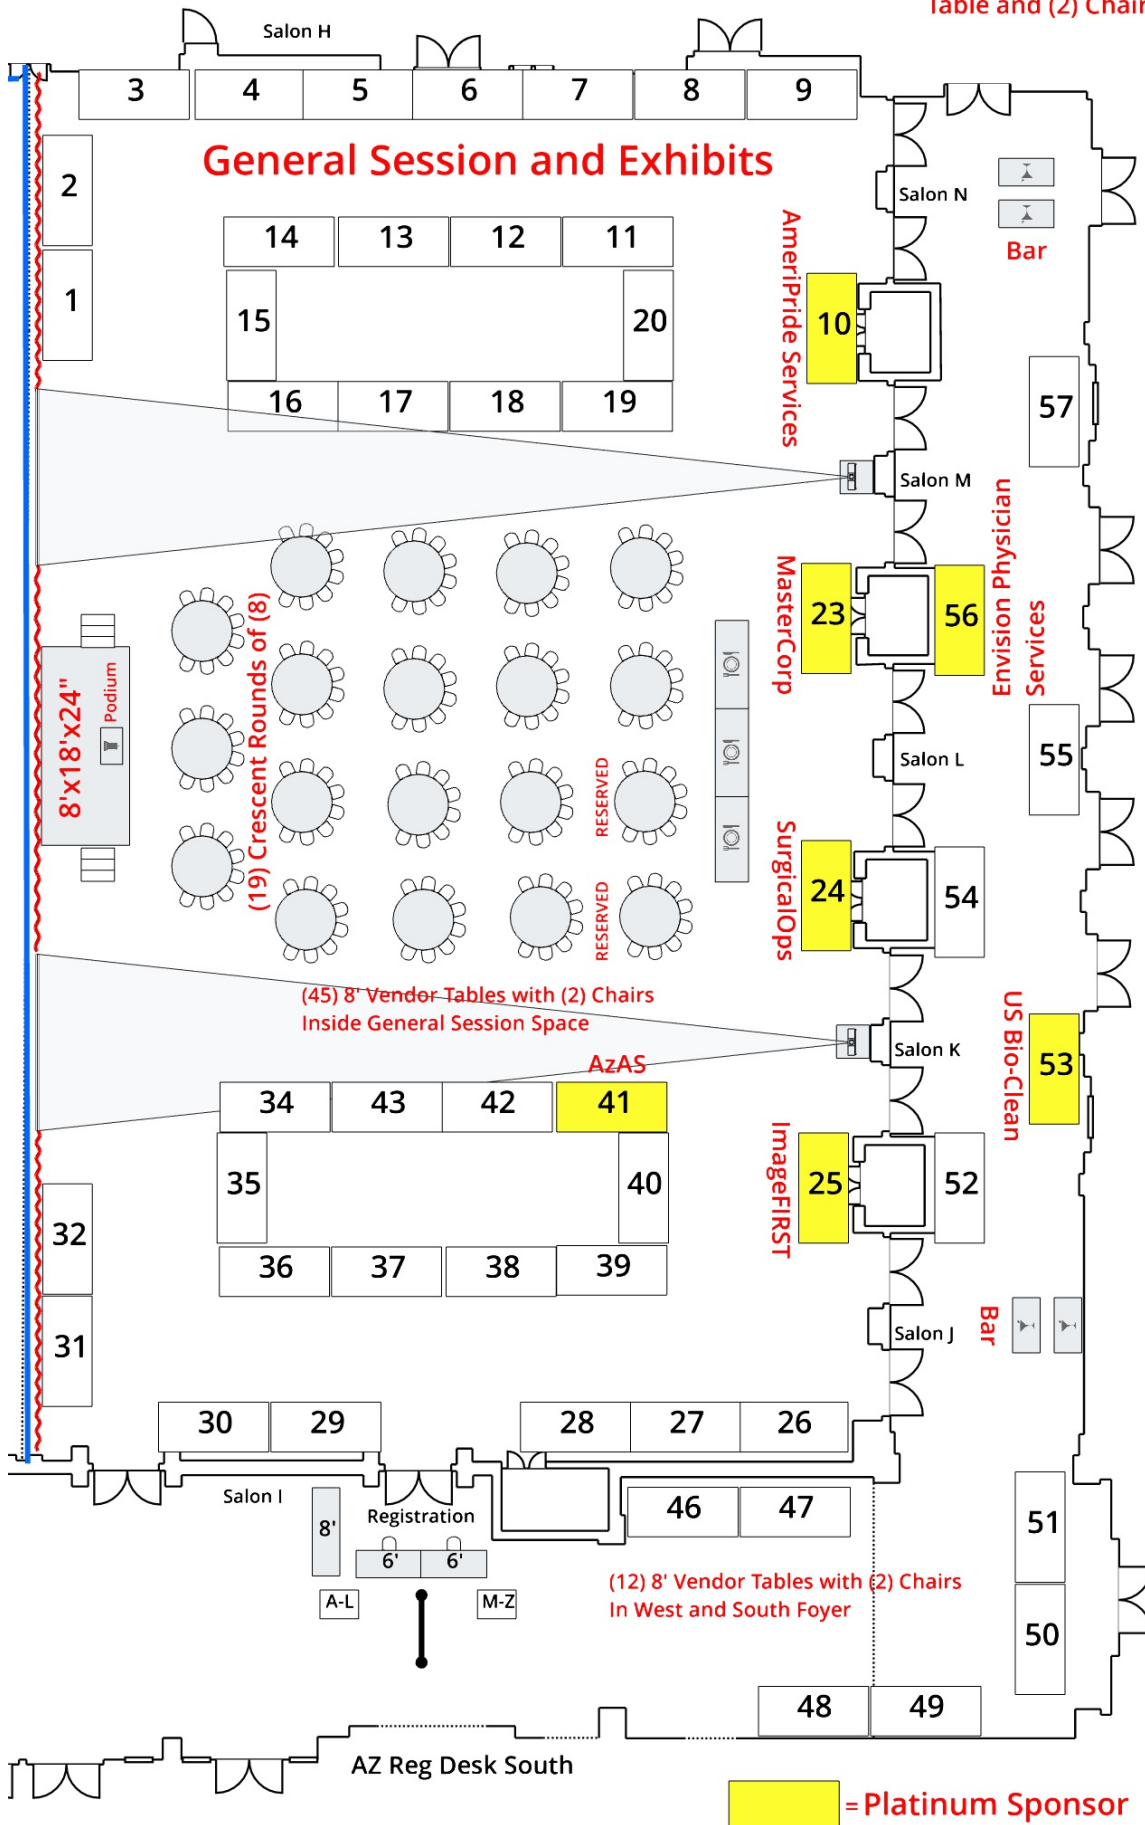 Table and (2) Chair
Salon H
3
4
5
6
7
8
9
General Session and Exhibits
2
1
Salon N
Bar
14
13
12
11
15
20
16
17
18
19
AmeriPride Services
10
57
Salon M
MasterCorp
23
56
Envision Physician
Services
8'x18'x24"
Podium
(19) Crescent Rounds of (8)
RESERVED
RESERVED
Salon L
55
SurgicalOps
24
54
(45) 8' Vendor Tables with (2) Chairs
Inside General Session Space
Salon K
US Bio-Clean
53
AzAS
34
43
42
41
35
40
36
37
38
39
ImageFIRST
25
52
32
31
Salon J
Bar
30
29
28
27
26
Salon I
8'
Registration
6'
6'
A-L
M-Z
46
47
51
50
(12) 8' Vendor Tables with (2) Chairs
In West and South Foyer
48
49
AZ Reg Desk South
= Platinum Sponsor